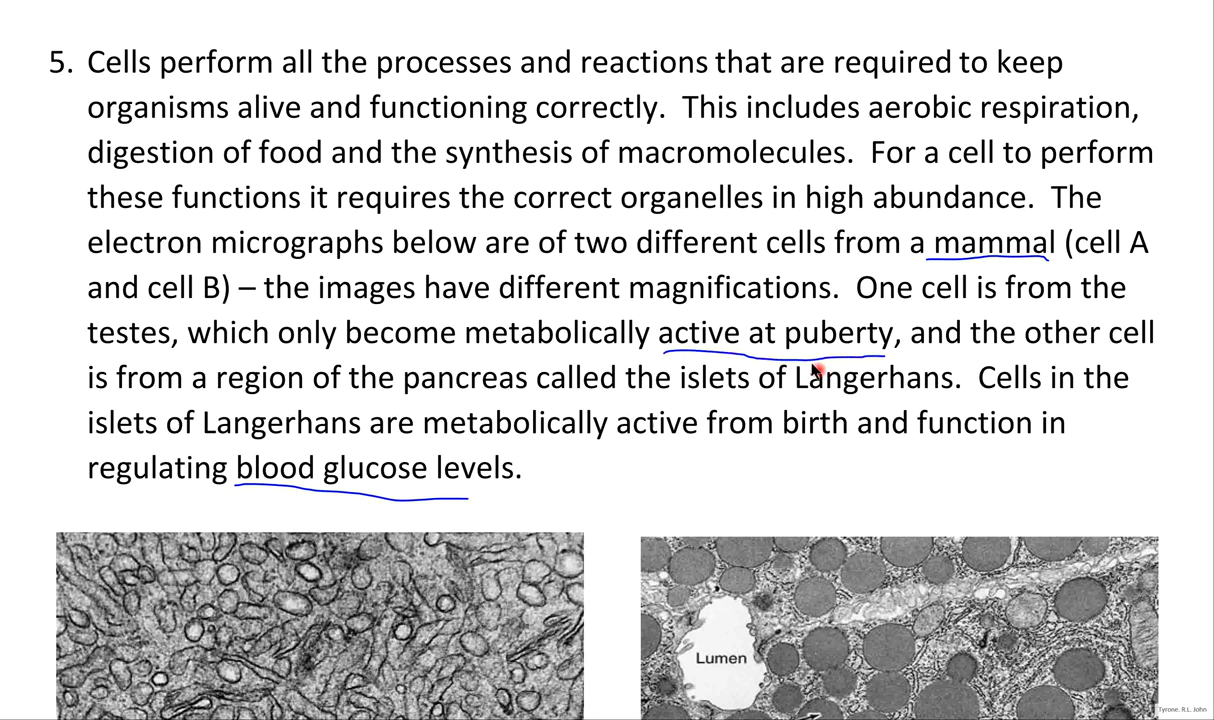 5. Cells perform all the processes and reactions that are required to keep
organisms alive and functioning correctly. This includes aerobic respiration,
digestion of food and the synthesis of macromolecules. For a cell to perform
these functions it requires the correct organelles in high abundance. The
electron micrographs below are of two different cells from a mammal (cell A
and cell B) – the images have different magnifications. One cell is from the
testes, which only become metabolically active at puberty, and the other cell
is from a region of the pancreas called the islets of Langerhans. Cells in the
islets of Langerhans are metabolically active from birth and function in
regulating blood glucose levels.
Lumen
Tyrone. R.L. John